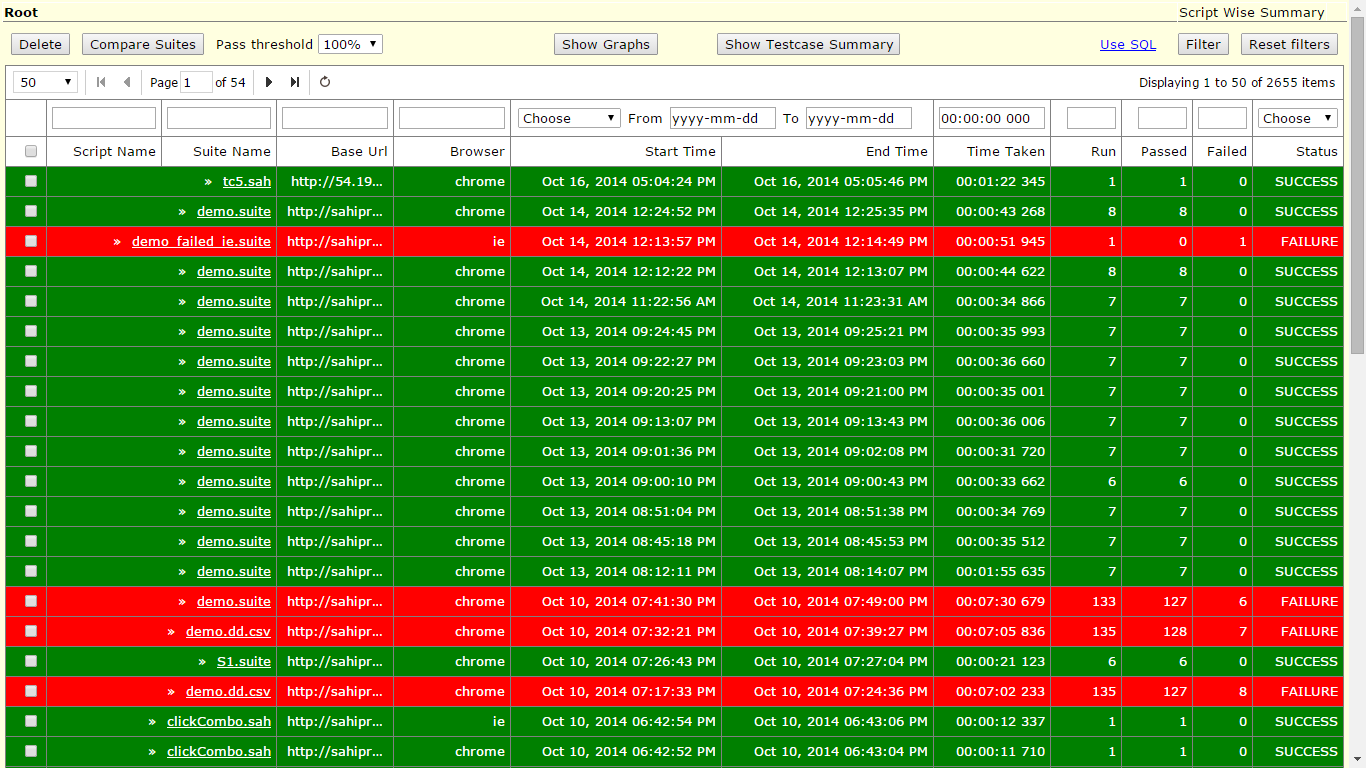 Root Script Wise Summary
Delete Compare Suites Pass threshold 100% Show Graphs Show Testcase Summary Use SQL Filter Reset filters
50 Page 1 of 54 Displaying 1 to 50 of 2655 items
Choose From yyyy-mm-dd To yyyy-mm-dd 00:00:00 000 Choose
Script Name Suite Name Base Url Browser Start Time End Time Time Taken Run Passed Failed Status
» tc5.sah http://54.19... chrome Oct 16, 2014 05:04:24 PM Oct 16, 2014 05:05:46 PM 00:01:22 345 1 1 0 SUCCESS
» demo.suite http://sahipr... chrome Oct 14, 2014 12:24:52 PM Oct 14, 2014 12:25:35 PM 00:00:43 268 8 8 0 SUCCESS
» demo_failed_ie.suite http://sahipr... ie Oct 14, 2014 12:13:57 PM Oct 14, 2014 12:14:49 PM 00:00:51 945 1 0 1 FAILURE
» demo.suite http://sahipr... chrome Oct 14, 2014 12:12:22 PM Oct 14, 2014 12:13:07 PM 00:00:44 622 8 8 0 SUCCESS
» demo.suite http://sahipr... chrome Oct 14, 2014 11:22:56 AM Oct 14, 2014 11:23:31 AM 00:00:34 866 7 7 0 SUCCESS
» demo.suite http://sahipr... chrome Oct 13, 2014 09:24:45 PM Oct 13, 2014 09:25:21 PM 00:00:35 993 7 7 0 SUCCESS
» demo.suite http://sahipr... chrome Oct 13, 2014 09:22:27 PM Oct 13, 2014 09:23:03 PM 00:00:36 660 7 7 0 SUCCESS
» demo.suite http://sahipr... chrome Oct 13, 2014 09:20:25 PM Oct 13, 2014 09:21:00 PM 00:00:35 001 7 7 0 SUCCESS
» demo.suite http://sahipr... chrome Oct 13, 2014 09:13:07 PM Oct 13, 2014 09:13:43 PM 00:00:36 006 7 7 0 SUCCESS
» demo.suite http://sahipr... chrome Oct 13, 2014 09:01:36 PM Oct 13, 2014 09:02:08 PM 00:00:31 720 7 7 0 SUCCESS
» demo.suite http://sahipr... chrome Oct 13, 2014 09:00:10 PM Oct 13, 2014 09:00:43 PM 00:00:33 662 6 6 0 SUCCESS
» demo.suite http://sahipr... chrome Oct 13, 2014 08:51:04 PM Oct 13, 2014 08:51:38 PM 00:00:34 769 7 7 0 SUCCESS
» demo.suite http://sahipr... chrome Oct 13, 2014 08:45:18 PM Oct 13, 2014 08:45:53 PM 00:00:35 512 7 7 0 SUCCESS
» demo.suite http://sahipr... chrome Oct 13, 2014 08:12:11 PM Oct 13, 2014 08:14:07 PM 00:01:55 635 7 7 0 SUCCESS
» demo.suite http://sahipr... chrome Oct 10, 2014 07:41:30 PM Oct 10, 2014 07:49:00 PM 00:07:30 679 133 127 6 FAILURE
» demo.dd.csv http://sahipr... chrome Oct 10, 2014 07:32:21 PM Oct 10, 2014 07:39:27 PM 00:07:05 836 135 128 7 FAILURE
» S1.suite http://sahipr... chrome Oct 10, 2014 07:26:43 PM Oct 10, 2014 07:27:04 PM 00:00:21 123 6 6 0 SUCCESS
» demo.dd.csv http://sahipr... chrome Oct 10, 2014 07:17:33 PM Oct 10, 2014 07:24:36 PM 00:07:02 233 135 127 8 FAILURE
» clickCombo.sah http://sahipr... ie Oct 10, 2014 06:42:54 PM Oct 10, 2014 06:43:06 PM 00:00:12 337 1 1 0 SUCCESS
» clickCombo.sah http://sahipr... chrome Oct 10, 2014 06:42:52 PM Oct 10, 2014 06:43:04 PM 00:00:11 710 1 1 0 SUCCESS